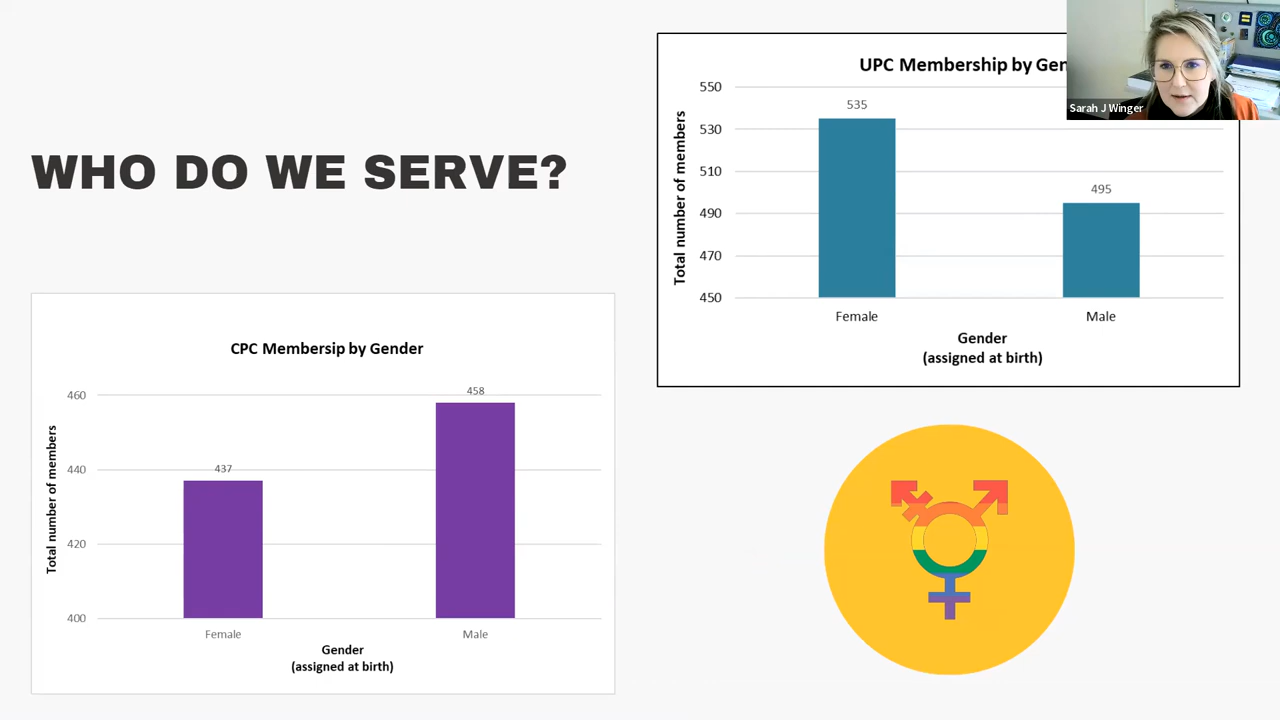 WHO DO WE SERVE?
UPC Membership by Gen
Total number of members
550
530
510
490
470
450
535
495
Female
Male
Gender
(assigned at birth)
Sarah J Winger
CPC Membersip by Gender
Total number of members
460
440
420
400
437
458
Female
Male
Gender
(assigned at birth)